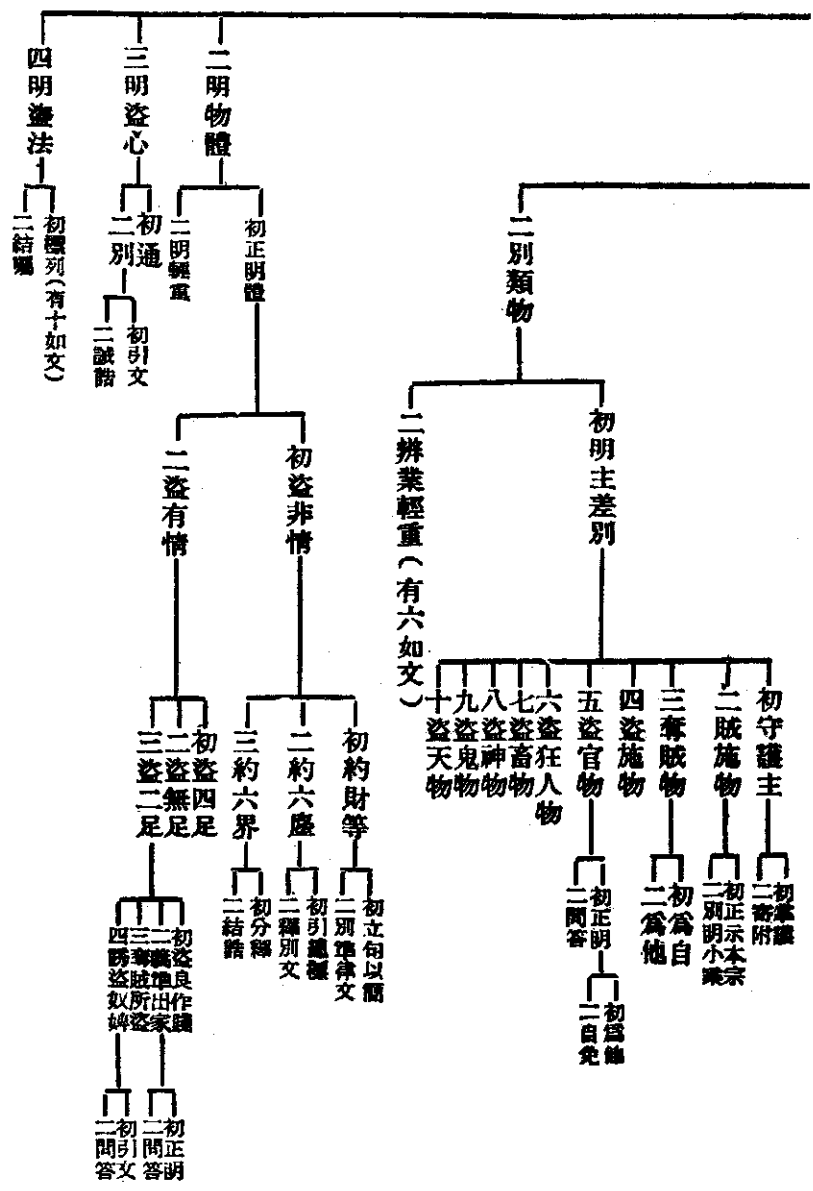 二別類物
初明主差別
初守護主
初掌護
二寄附
二賊施物
初正示本宗
二別明小乘
三奪賊物
初為自
二為他
四盜施物
五盜官物
初正明
初為他
二自免
二問答
六盜狂人物
七盜畜物
八盜神物
九盜鬼物
十盜天物
二辨業輕重(有六如文)
二明物體
初正明體
初盜非情
初約財等
初立句以簡
二別準律文
二約六塵
初引總標
二釋別文
三約六界
初分釋
二結誥
二盜有情
初盜四足
二盜無足
三盜二足
初盜良作賤
出家
初正明
二問答
三奪賊所盜
四誘盜奴婢
初引文
二問答
二明輕重
三明盜心
初通
二別
初引文
二誡誥
四明盜法
初標列(有十如文)
二結囑